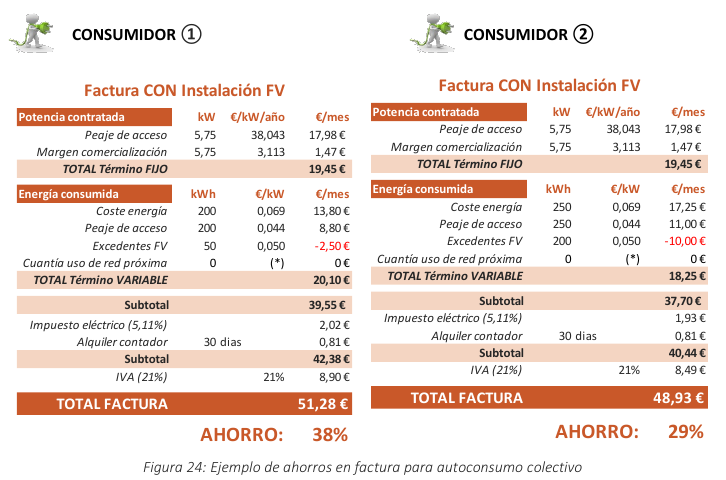 CONSUMIDOR ①
Factura CON Instalación FV
Potencia contratada kW €/kW/año €/mes
Peaje de acceso 5,75 38,043 17,98 €
Margen comercialización 5,75 3,113 1,47 €
TOTAL Término FIJO 19,45 €
Energía consumida kWh €/kW €/mes
Coste energía 200 0,069 13,80 €
Peaje de acceso 200 0,044 8,80 €
Excedentes FV 50 0,050 -2,50 €
Cuantía uso de red próxima 0 (*) 0 €
TOTAL Término VARIABLE 20,10 €
Subtotal 39,55 €
Impuesto eléctrico (5,11%) 2,02 €
Alquiler contador 30 dias 0,81 €
Subtotal 42,38 €
IVA (21%) 21% 8,90 €
TOTAL FACTURA 51,28 €
AHORRO: 38%
CONSUMIDOR ②
Factura CON Instalación FV
Potencia contratada kW €/kW/año €/mes
Peaje de acceso 5,75 38,043 17,98 €
Margen comercialización 5,75 3,113 1,47 €
TOTAL Término FIJO 19,45 €
Energía consumida kWh €/kW €/mes
Coste energía 250 0,069 17,25 €
Peaje de acceso 250 0,044 11,00 €
Excedentes FV 200 0,050 -10,00 €
Cuantía uso de red próxima 0 (*) 0 €
TOTAL Término VARIABLE 18,25 €
Subtotal 37,70 €
Impuesto eléctrico (5,11%) 1,93 €
Alquiler contador 30 dias 0,81 €
Subtotal 40,44 €
IVA (21%) 21% 8,49 €
TOTAL FACTURA 48,93 €
AHORRO: 29%
Figura 24: Ejemplo de ahorros en factura para autoconsumo colectivo